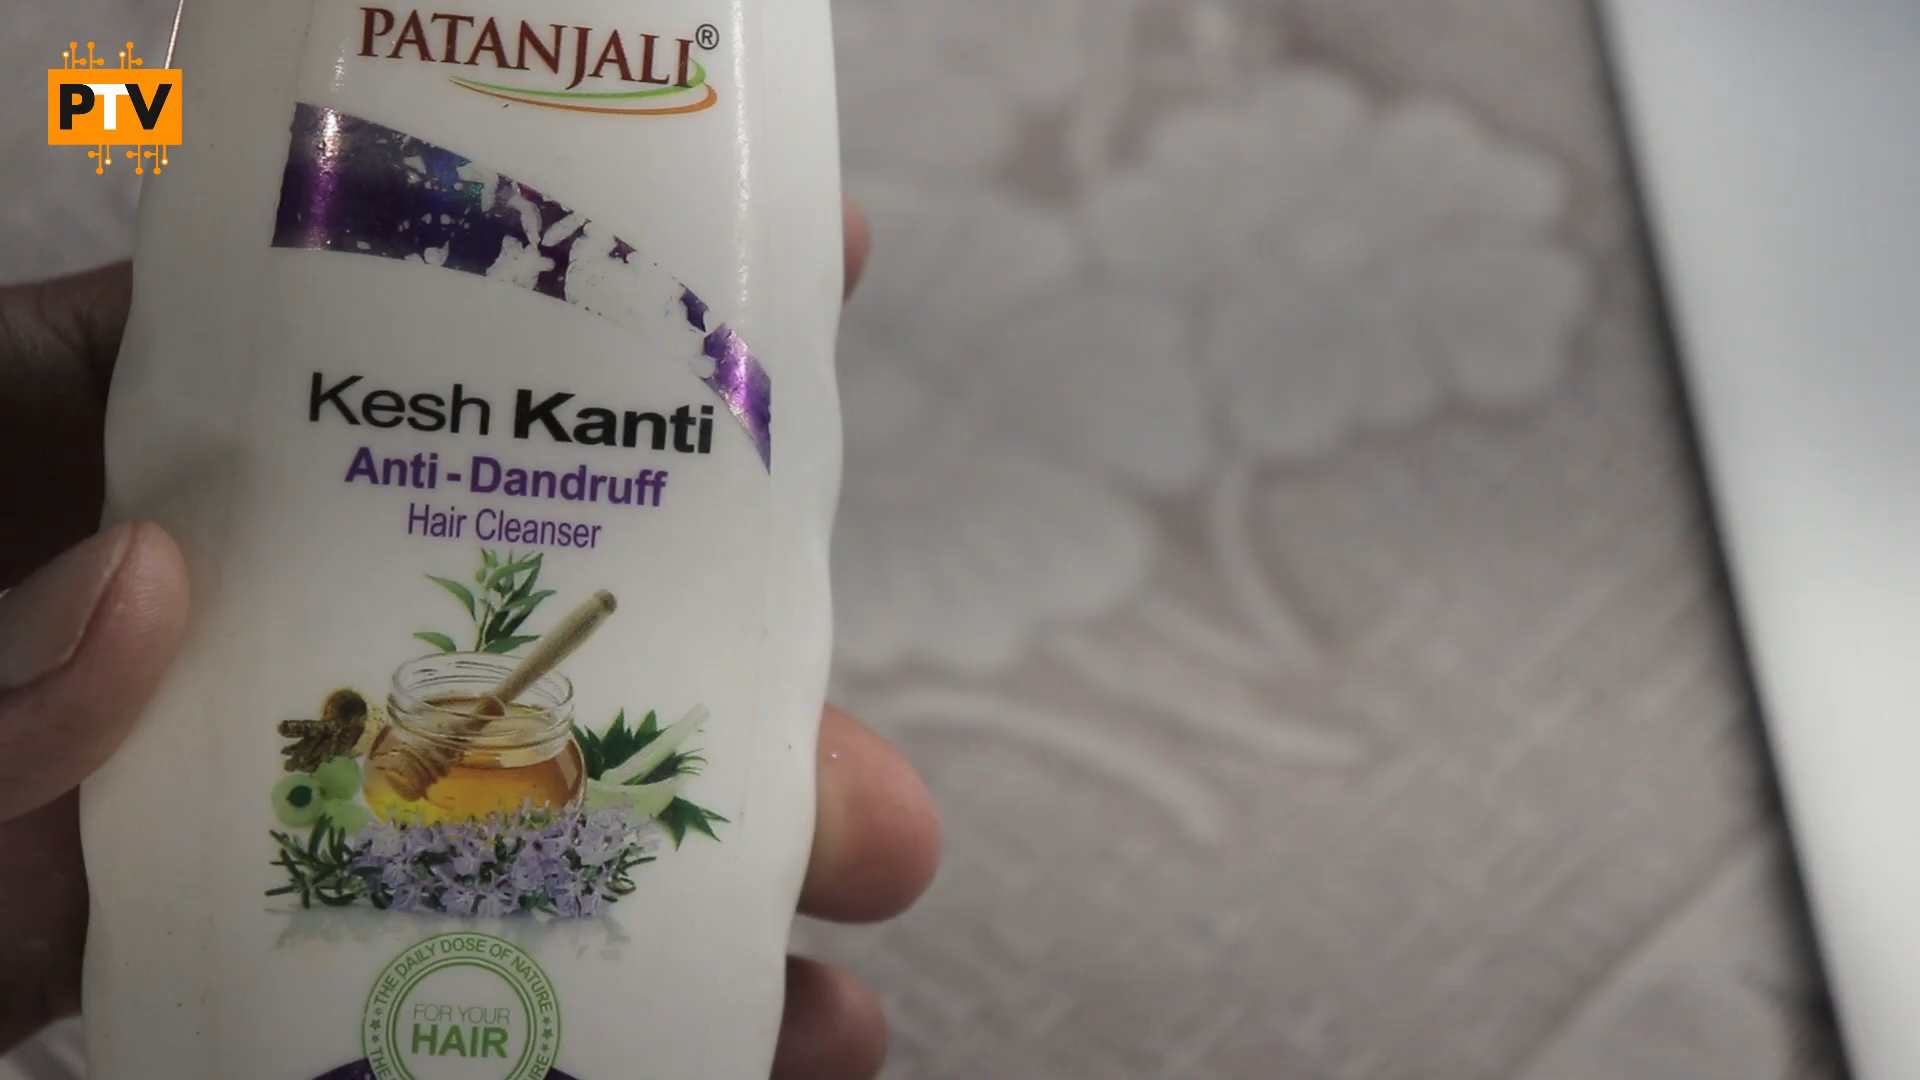 PTV
PATANJALI®
Kesh Kanti
Anti-Dandruff
Hair Cleanser
THE DAILY DOSE OF NATURE
FOR YOUR
HAIR